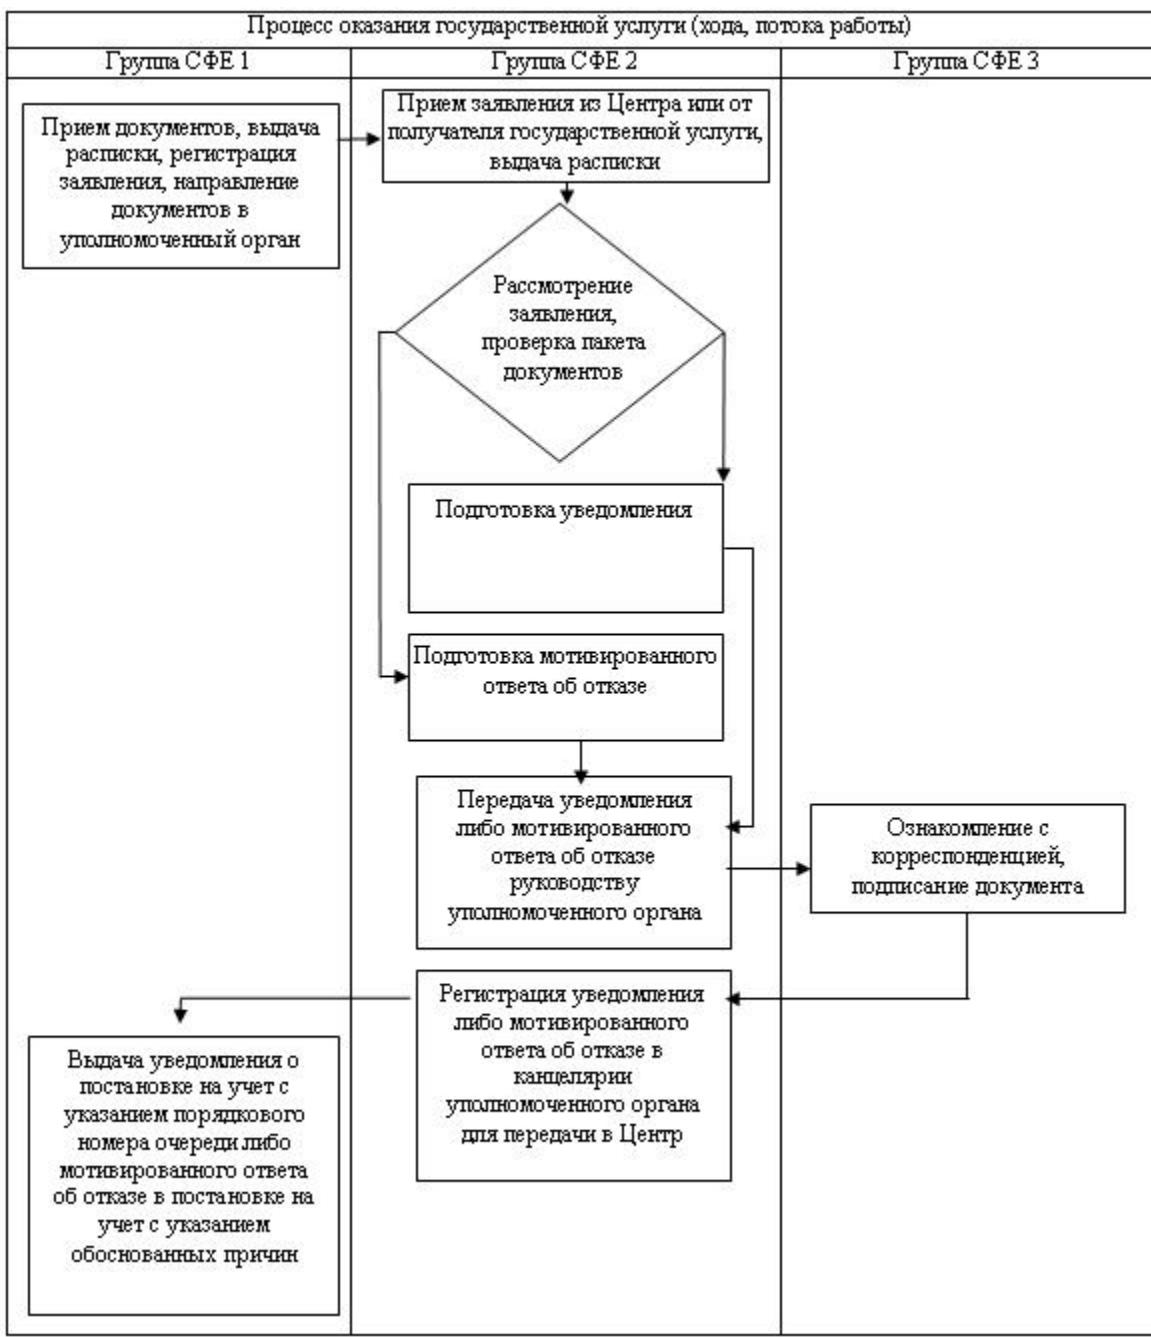 Процесс оказания государственной услуги (хода, потока работы)
Группа СФЕ 1
Группа СФЕ 2
Группа СФЕ 3
Прием документов, выдача
расписки, регистрация
заявления, направление
документов в
уполномоченный орган
Прием заявления из Центра или от
получателя государственной услуги,
выдача расписки
Рассмотрение
заявления,
проверка пакета
документов
Подготовка уведомления
Подготовка мотивированного
ответа об отказе
Передача уведомления
либо мотивированного
ответа об отказе
руководству
уполномоченного органа
Ознакомление с
корреспонденцией,
подписание документа
Регистрация уведомления
либо мотивированного
ответа об отказе в
канцелярии
уполномоченного органа
для передачи в Центр
Выдача уведомления о
постановке на учет с
указанием порядкового
номера очереди либо
мотивированного ответа
об отказе в постановке на
учет с указанием
обоснованных причин